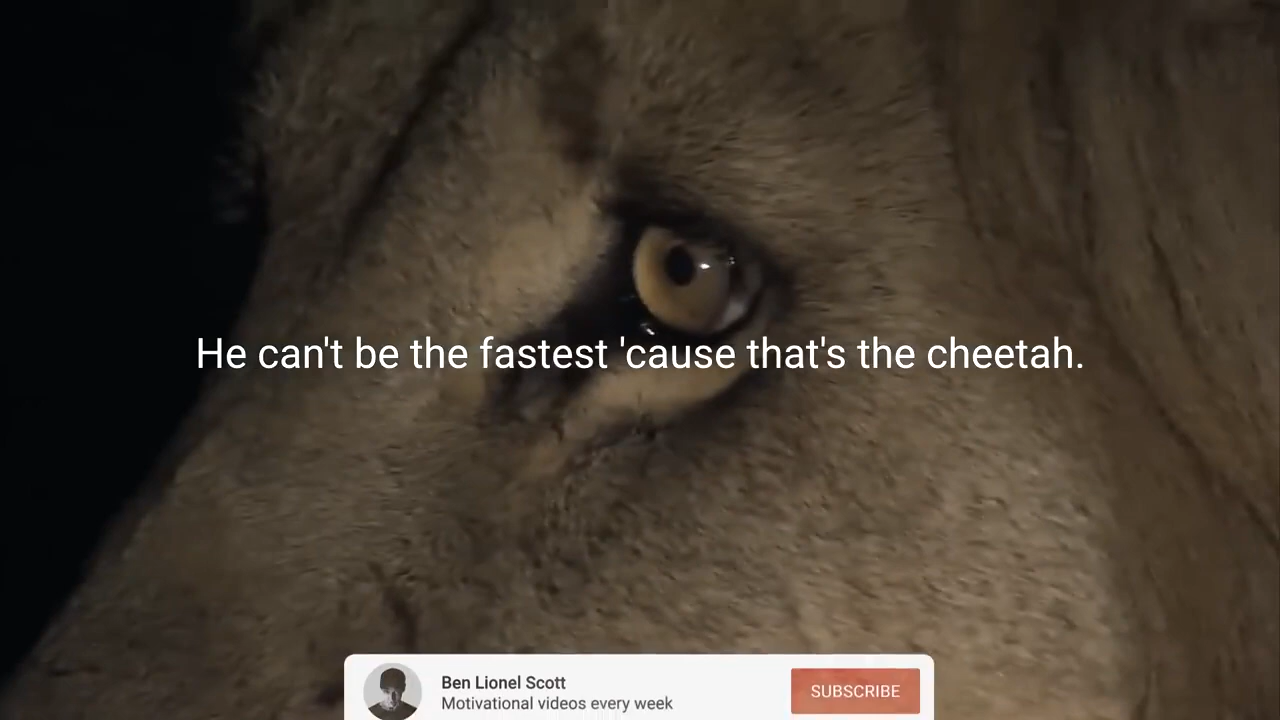 He can't be the fastest 'cause that's the cheetah.
Ben Lionel Scott
Motivational videos every week
SUBSCRIBE